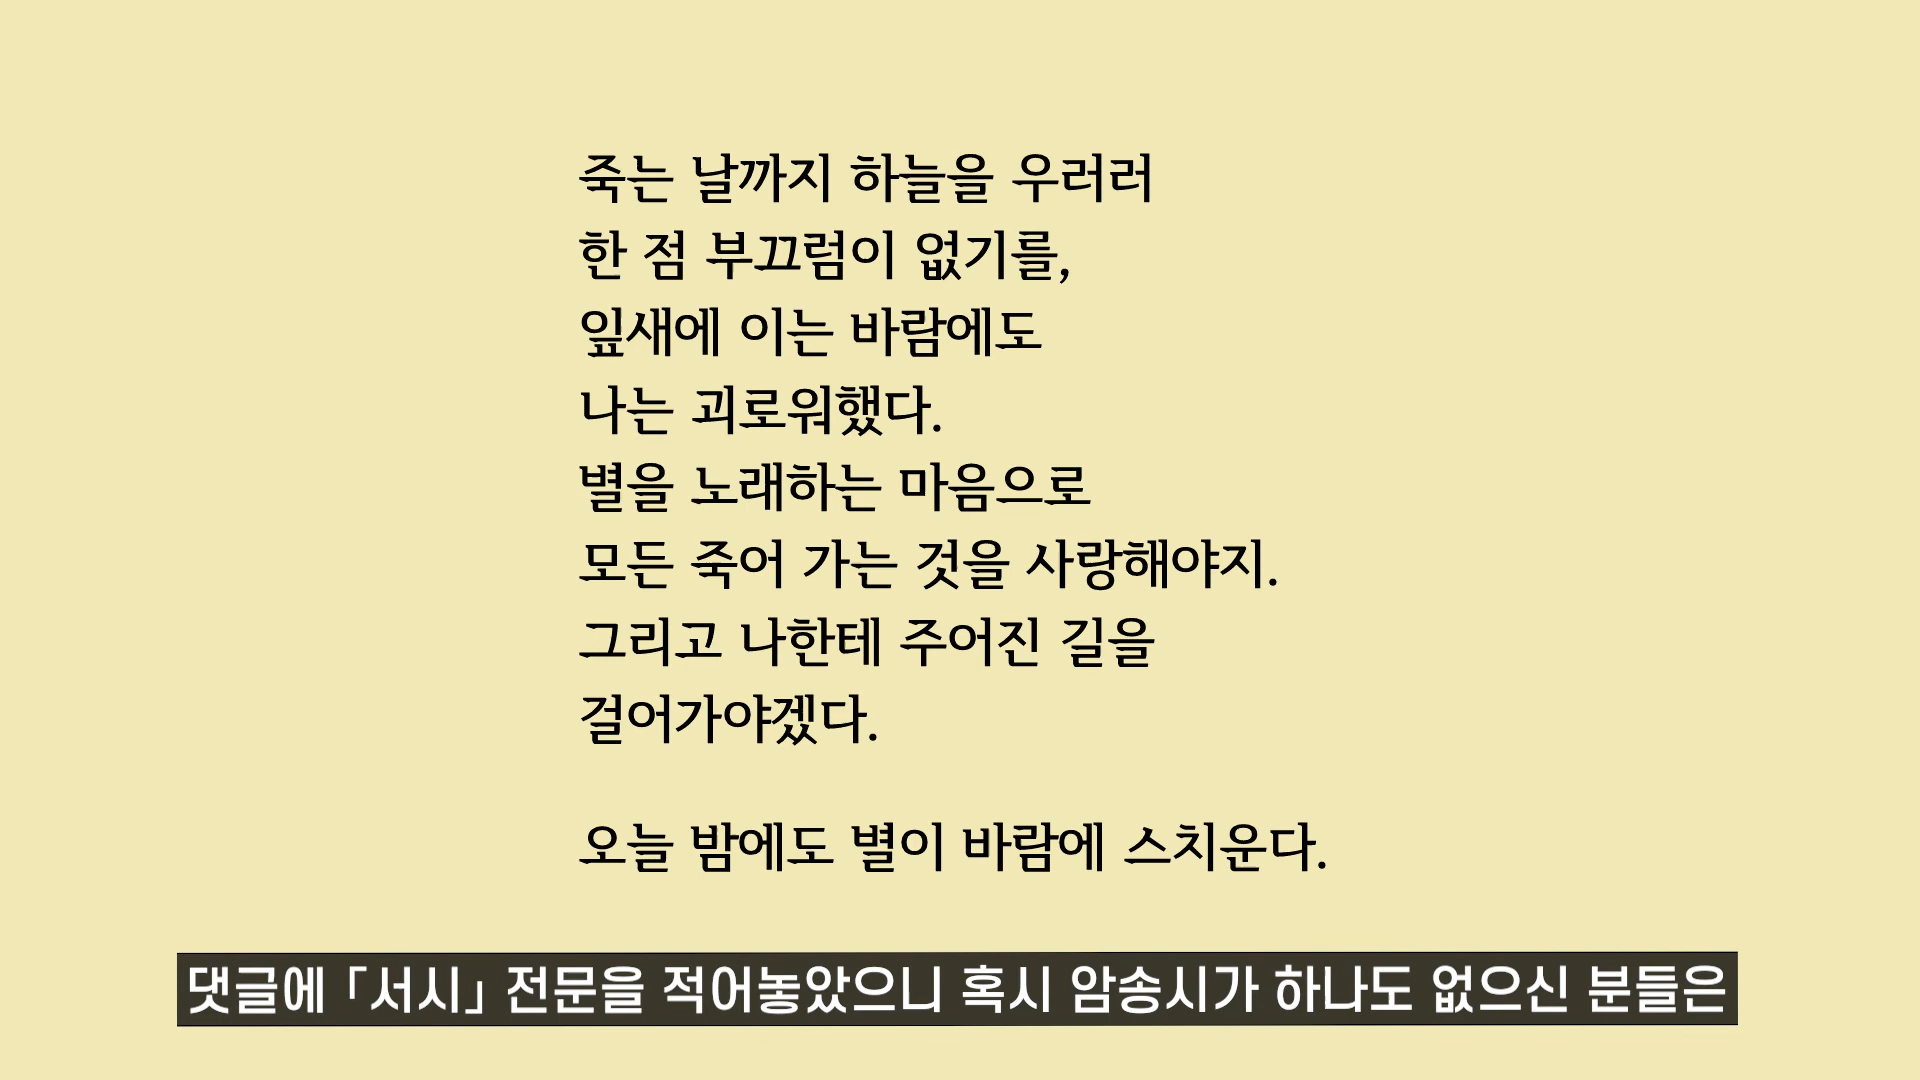 죽는 날까지 하늘을 우러러
한 점 부끄럼이 없기를,
잎새에 이는 바람에도
나는 괴로워했다.
별을 노래하는 마음으로
모든 죽어 가는 것을 사랑해야지.
그리고 나한테 주어진 길을
걸어가야겠다.
오늘 밤에도 별이 바람에 스치운다.
댓글에 「서시」 전문을 적어놓았으니 혹시 암송시가 하나도 없으신 분들은